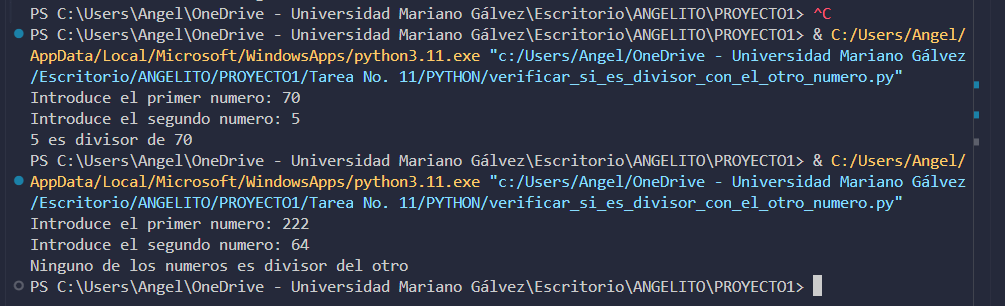 PS C:\Users\Angel\OneDrive - Universidad Mariano Gálvez\Escritorio\ANGELITO\PROYECTO1> ^C
PS C:\Users\Angel\OneDrive - Universidad Mariano Gálvez\Escritorio\ANGELITO\PROYECTO1> & C:/Users/Angel/
AppData/Local/Microsoft/WindowsApps/python3.11.exe "c:/Users/Angel/OneDrive - Universidad Mariano Gálvez
/Escritorio/ANGELITO/PROYECTO1/Tarea No. 11/PYTHON/verificar_si_es_divisor_con_el_otro_numero.py"
Introduce el primer numero: 70
Introduce el segundo numero: 5
5 es divisor de 70
PS C:\Users\Angel\OneDrive - Universidad Mariano Gálvez\Escritorio\ANGELITO\PROYECTO1> & C:/Users/Angel/
AppData/Local/Microsoft/WindowsApps/python3.11.exe "c:/Users/Angel/OneDrive - Universidad Mariano Gálvez
/Escritorio/ANGELITO/PROYECTO1/Tarea No. 11/PYTHON/verificar_si_es_divisor_con_el_otro_numero.py"
Introduce el primer numero: 222
Introduce el segundo numero: 64
Ninguno de los numeros es divisor del otro
PS C:\Users\Angel\OneDrive - Universidad Mariano Gálvez\Escritorio\ANGELITO\PROYECTO1>